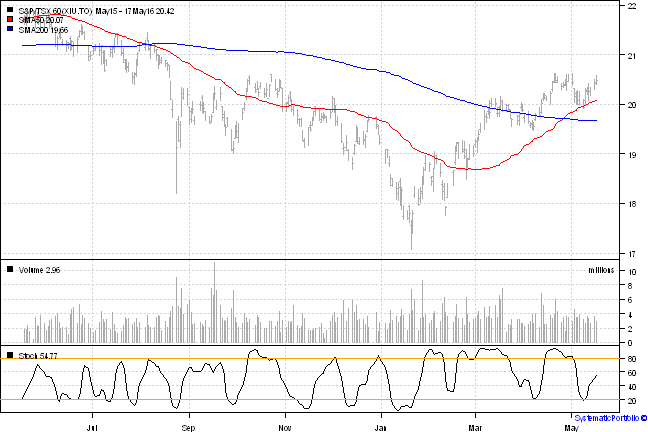 S&P/TSX 60(XIU.TO) May15 - 17May16 20.42
SMA50 20.07
SMA200 19.66
22
21
20
19
18
17
Volume 2.96
millions
10
8
6
4
2
0
Stoch 54.77
80
60
40
20
Jul Sep Nov Jan Mar May
SystematicPortfolio ©